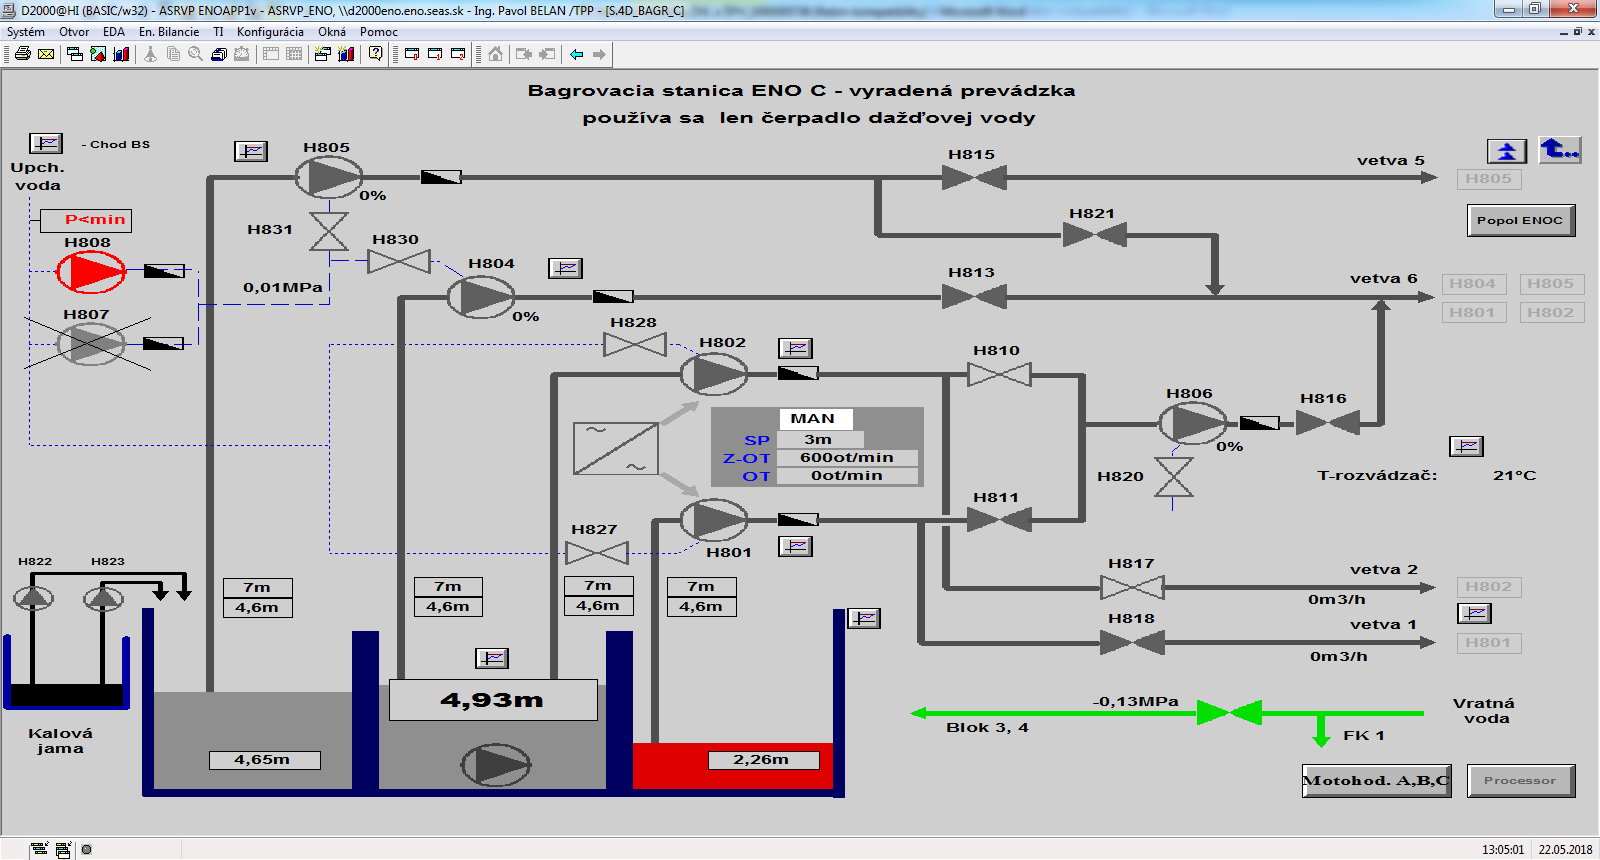 D2000@HI (BASIC/w32) - ASRVP ENOAPP1v - ASRVP_ENO, \\d2000eno.eno.seas.sk - Ing. Pavol BELAN /TPP - [S.4D_BAGR_C]
Systém Otvor EDA En. Bilancie TI Konfigurácia Okná Pomoc
Bagrovacia stanica ENO C - vyradená prevádzka
používa sa len čerpadlo dažďovej vody
- Chod BS
Upch.
voda
P<min
H808
H807
0,01MPa
H805
0%
H831
H830
H804
0%
H815
vetva 5
H805
Popol ENOC
H821
H813
vetva 6
H804 H805
H801 H802
H828
H802
H810
MAN
SP 3m
Z-OT 600ot/min
OT 0ot/min
H806
0%
H816
H820
T-rozvádzač: 21°C
H811
H827
H801
H822 H823
7m
4,6m
7m
4,6m
7m
4,6m
7m
4,6m
H817
vetva 2
0m3/h
H802
H818
vetva 1
0m3/h
H801
4,93m
4,65m
2,26m
Kalová
jama
-0,13MPa
Blok 3, 4
Vratná
voda
FK 1
Motohod. A,B,C
Processor
13:05:01 22.05.2018